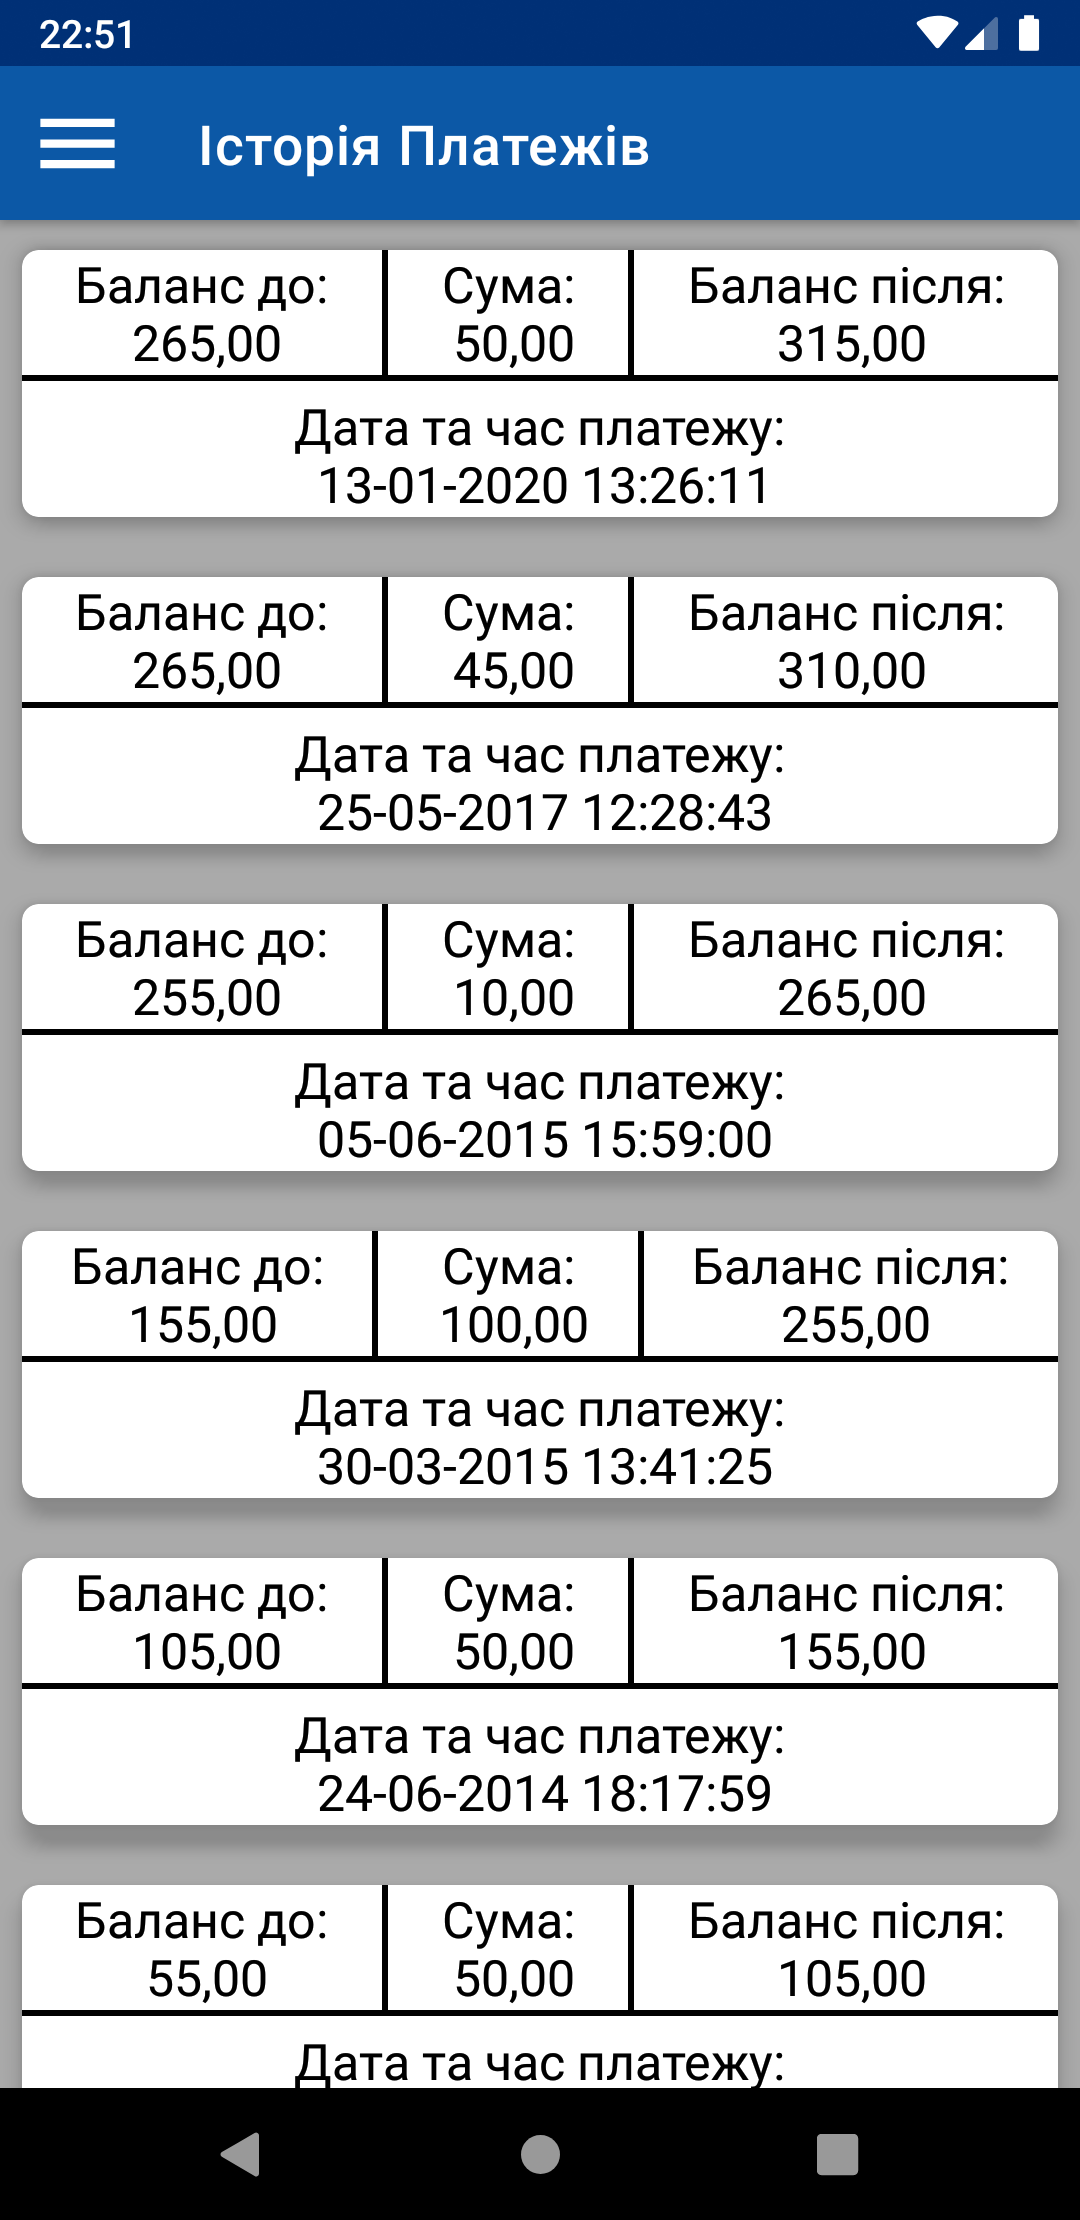 22:51
Історія Платежів
Баланс до: Сума: Баланс після:
265,00 50,00 315,00
Дата та час платежу:
13-01-2020 13:26:11
Баланс до: Сума: Баланс після:
265,00 45,00 310,00
Дата та час платежу:
25-05-2017 12:28:43
Баланс до: Сума: Баланс після:
255,00 10,00 265,00
Дата та час платежу:
05-06-2015 15:59:00
Баланс до: Сума: Баланс після:
155,00 100,00 255,00
Дата та час платежу:
30-03-2015 13:41:25
Баланс до: Сума: Баланс після:
105,00 50,00 155,00
Дата та час платежу:
24-06-2014 18:17:59
Баланс до: Сума: Баланс після:
55,00 50,00 105,00
Дата та час платежу: